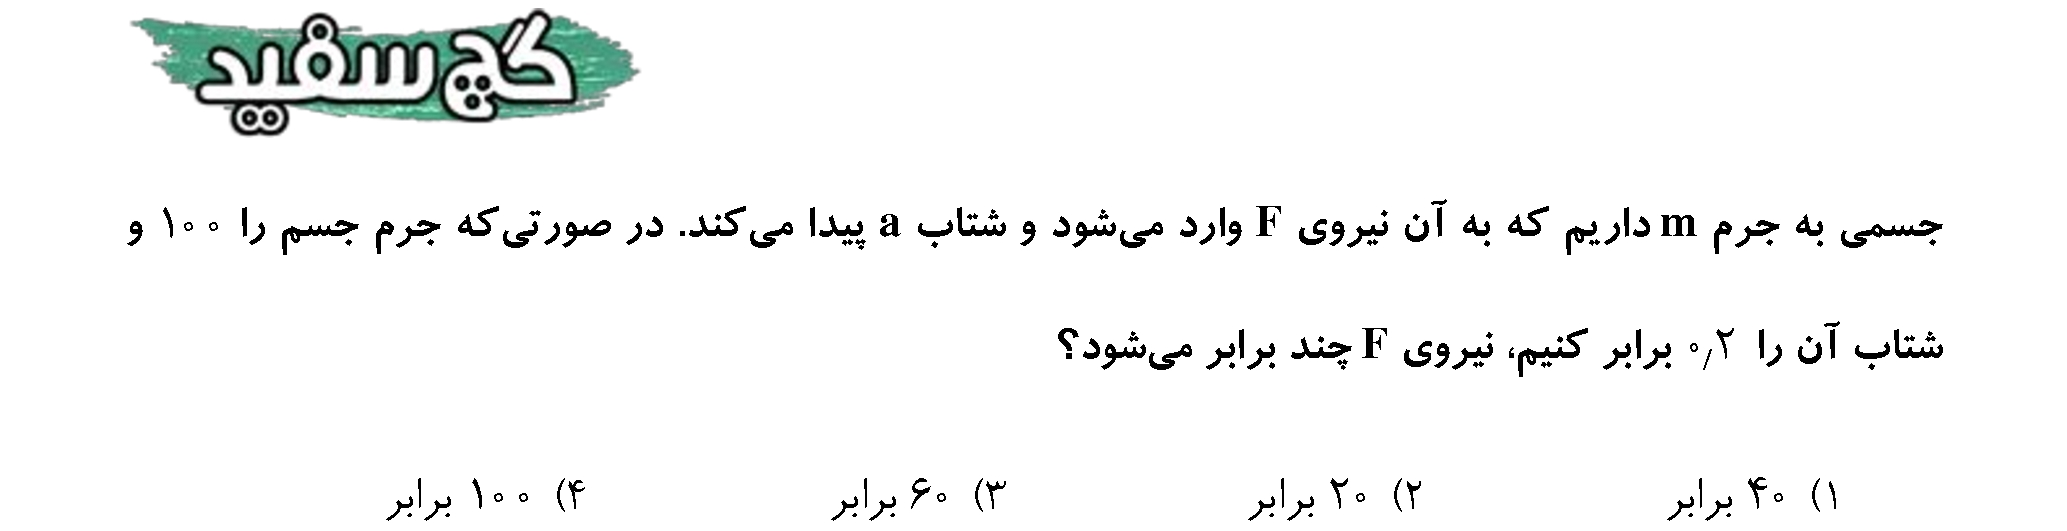 گچ سفید
جسمی به جرم m داریم که به آن نیروی F وارد می‌شود و شتاب a پیدا می‌کند. در صورتی‌که جرم جسم را ۱۰۰ و
شتاب آن را ۰٫۲ برابر کنیم، نیروی F چند برابر می‌شود؟
۱) ۴۰ برابر ۲) ۲۰ برابر ۳) ۶۰ برابر ۴) ۱۰۰ برابر